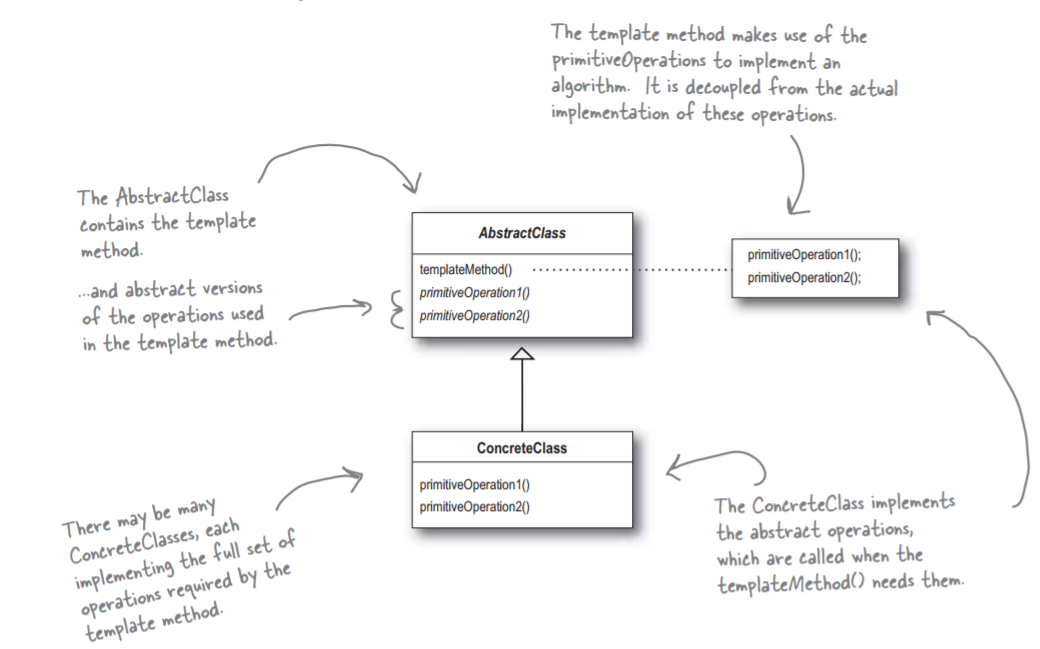 The template method makes use of the
primitiveOperations to implement an
algorithm. It is decoupled from the actual
implementation of these operations.
The AbstractClass
contains the template
method.
...and abstract versions
of the operations used
in the template method.
AbstractClass
templateMethod()
primitiveOperation1()
primitiveOperation2()
primitiveOperation1();
primitiveOperation2();
ConcreteClass
primitiveOperation1()
primitiveOperation2()
There may be many
ConcreteClasses, each
implementing the full set of
operations required by the
template method.
The ConcreteClass implements
the abstract operations,
which are called when the
templateMethod() needs them.